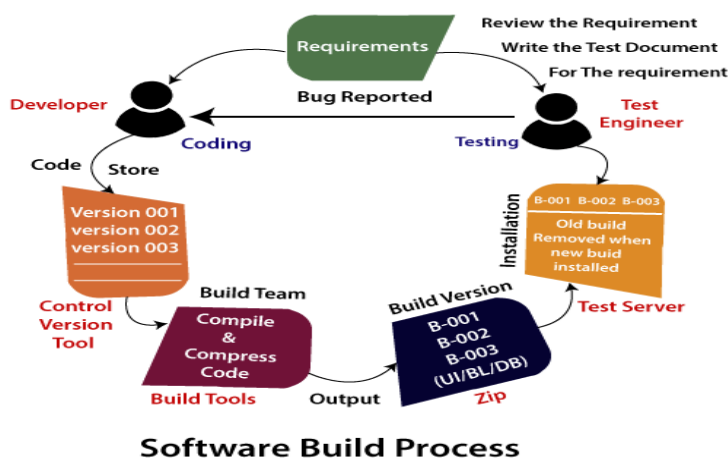 Requirements
Review the Requirement
Write the Test Document
For The requirement
Bug Reported
Developer
Coding
Testing
Test
Engineer
Code
Store
Version 001
version 002
version 003
Control
Version
Tool
Build Team
Compile
&
Compress
Code
Build Tools
Output
Build Version
B-001
B-002
B-003
(UI/BL/DB)
Zip
Installation
B-001 B-002 B-003
Old build
Removed when
new buid
installed
Test Server
Software Build Process